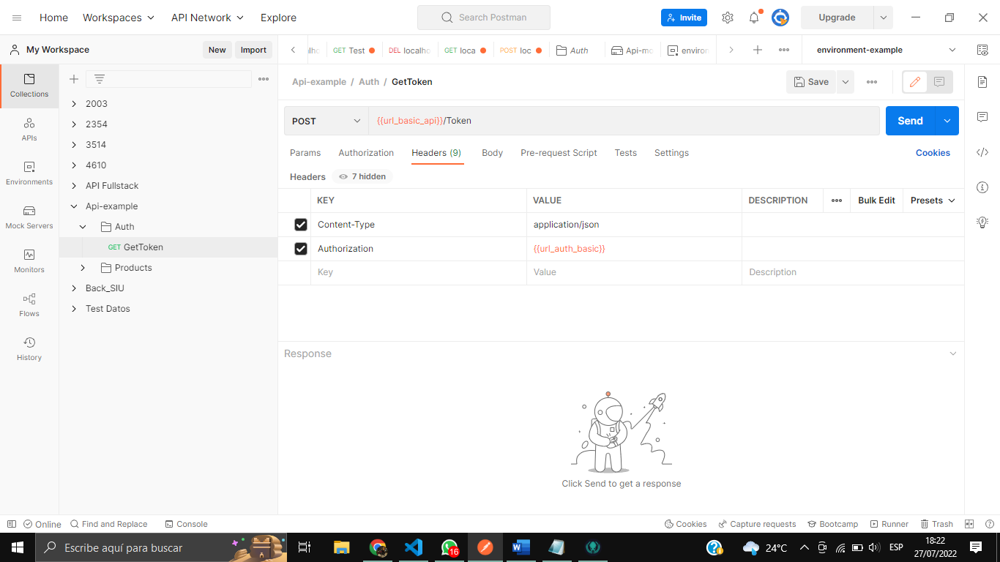 Home Workspaces API Network Explore Search Postman Invite Upgrade
My Workspace New Import
GET Test DEL localho GET loca POST loc Auth Api-mo environ environment-example
Collections
APIs
Environments
Mock Servers
Monitors
Flows
History
2003
2354
3514
4610
API Fullstack
Api-example
Auth
GET GetToken
Products
Back_SIU
Test Datos
Api-example / Auth / GetToken Save
POST {{url_basic_api}}/Token Send
Params Authorization Headers (9) Body Pre-request Script Tests Settings Cookies
Headers 7 hidden
KEY VALUE DESCRIPTION Bulk Edit Presets
Content-Type application/json
Authorization {{url_auth_basic}}
Key Value Description
Response
Click Send to get a response
Online Find and Replace Console Cookies Capture requests Bootcamp Runner Trash
Escribe aquí para buscar 16 24°C ESP 18:22
27/07/2022